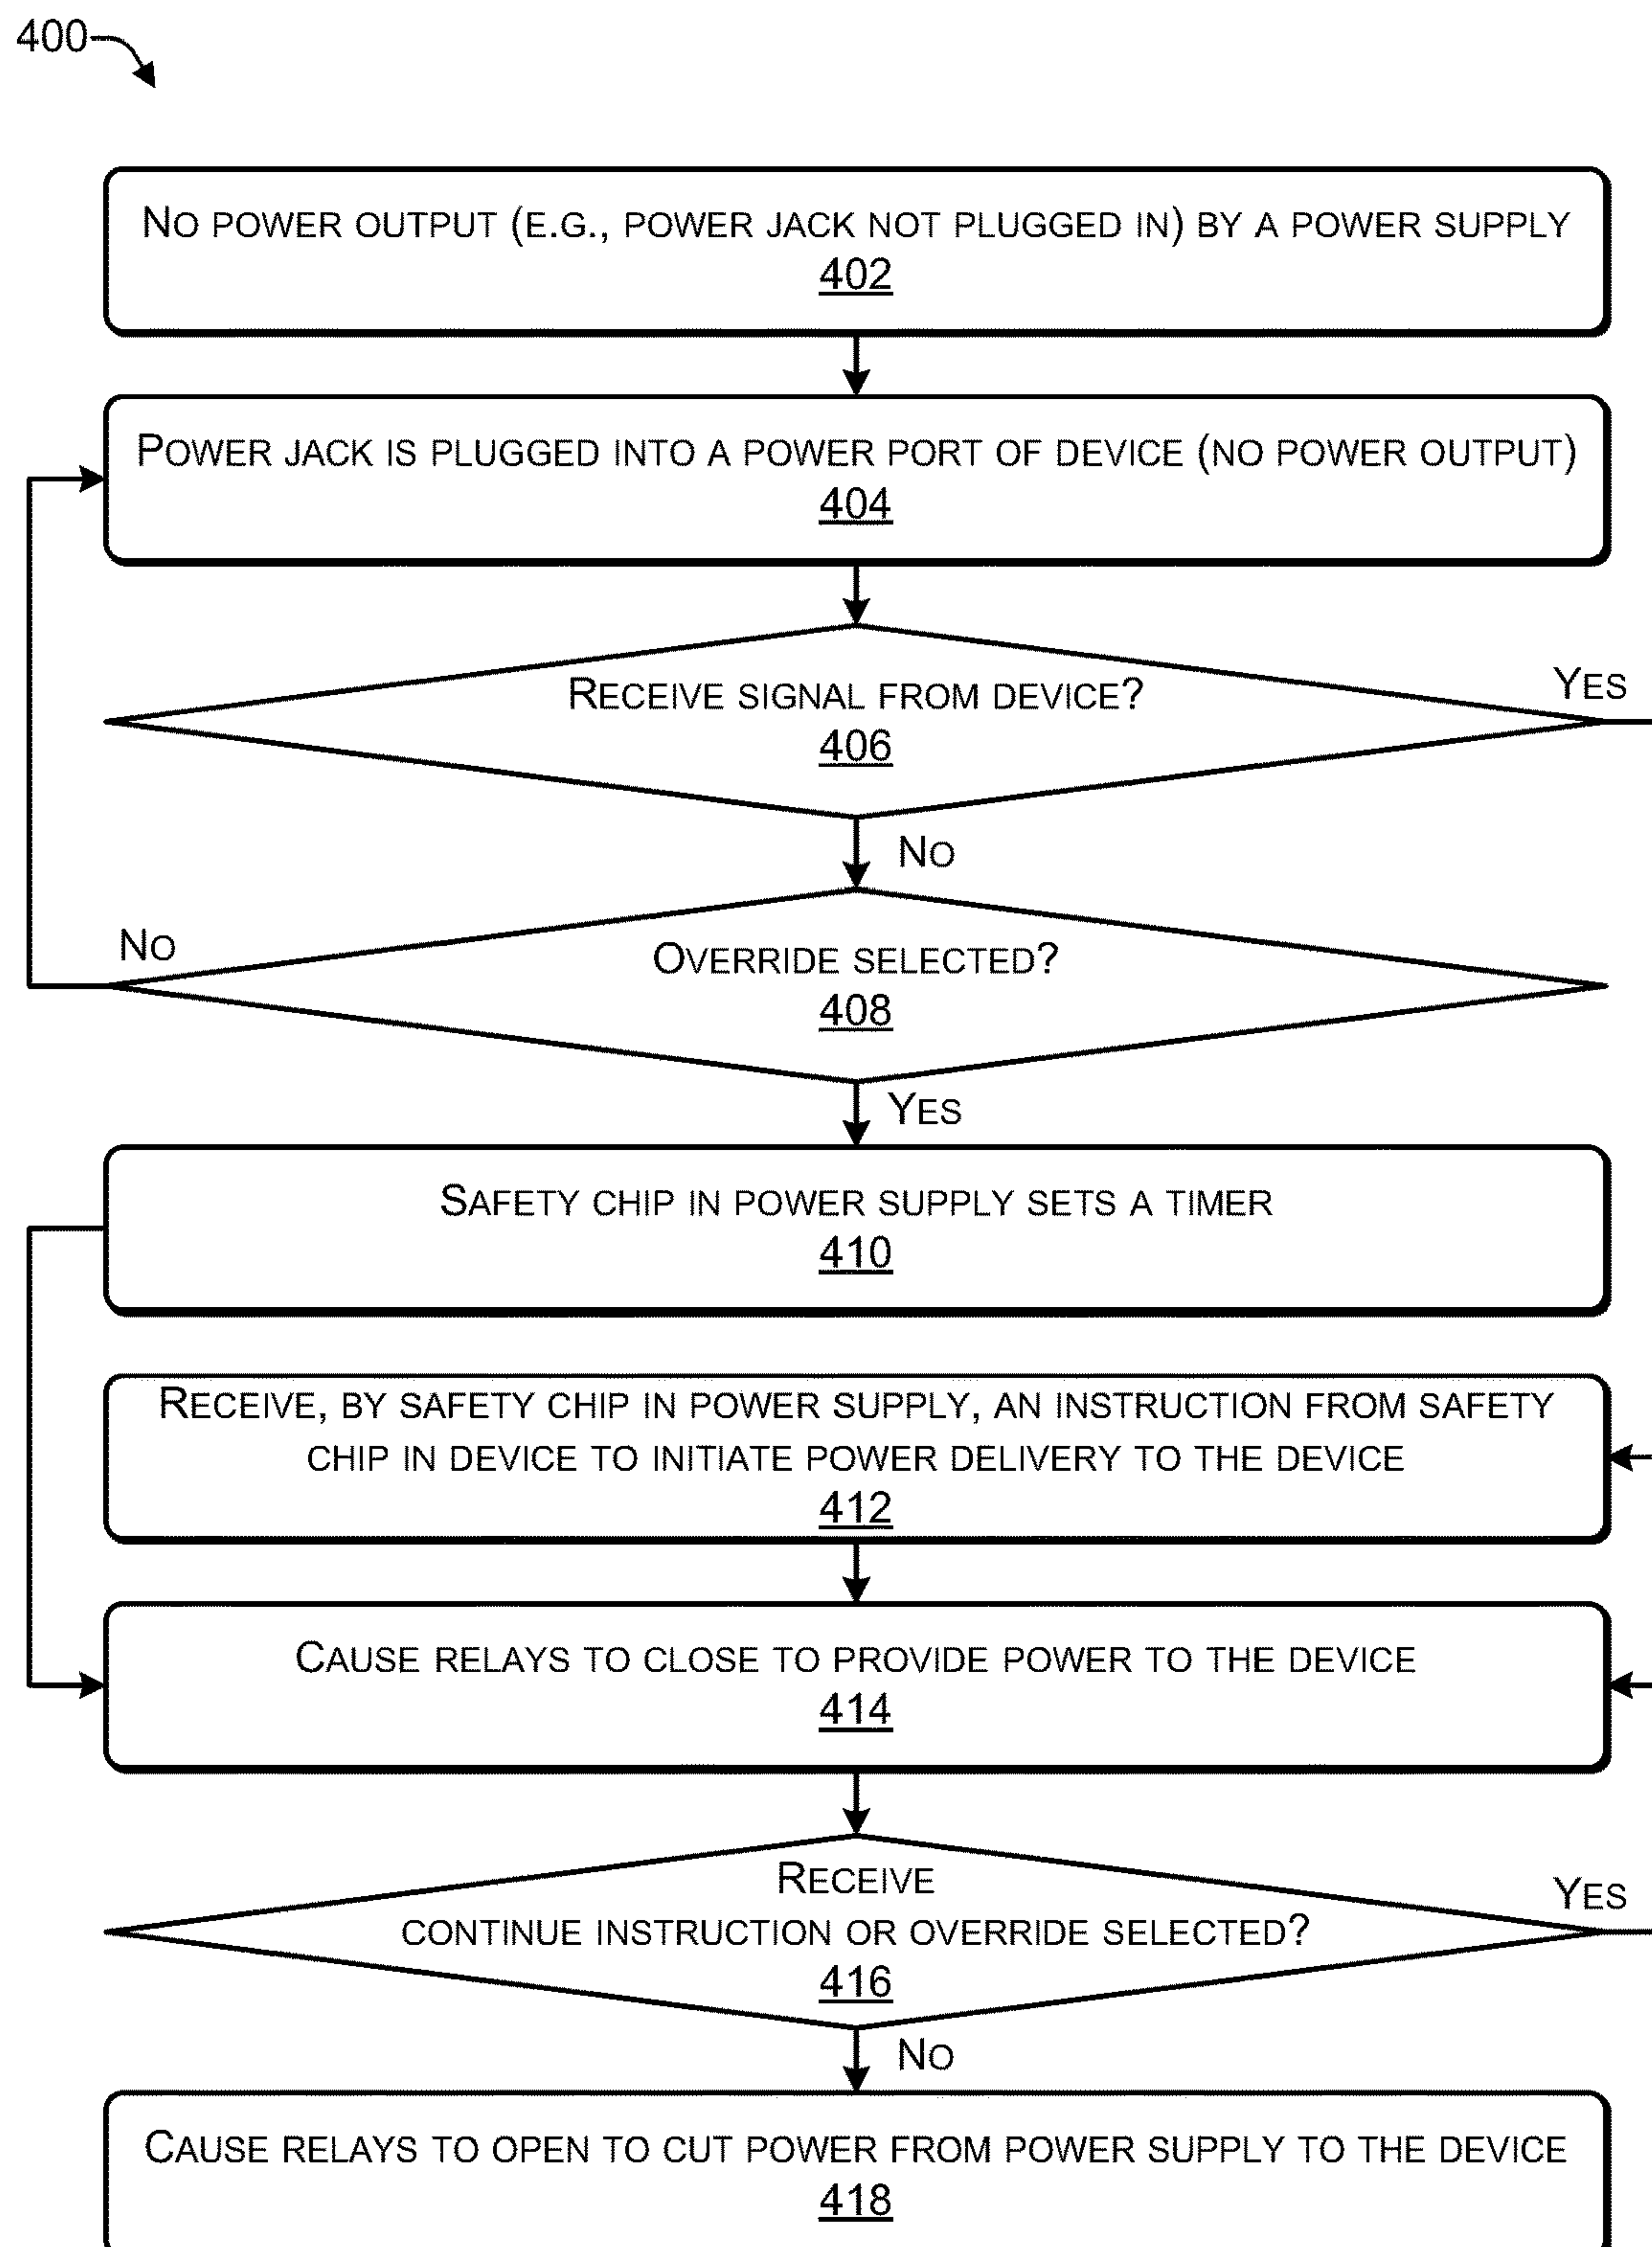 400
NO POWER OUTPUT (E.G., POWER JACK NOT PLUGGED IN) BY A POWER SUPPLY
402
POWER JACK IS PLUGGED INTO A POWER PORT OF DEVICE (NO POWER OUTPUT)
404
RECEIVE SIGNAL FROM DEVICE?
406
YES
NO
OVERRIDE SELECTED?
408
NO
YES
SAFETY CHIP IN POWER SUPPLY SETS A TIMER
410
RECEIVE, BY SAFETY CHIP IN POWER SUPPLY, AN INSTRUCTION FROM SAFETY
CHIP IN DEVICE TO INITIATE POWER DELIVERY TO THE DEVICE
412
CAUSE RELAYS TO CLOSE TO PROVIDE POWER TO THE DEVICE
414
RECEIVE
CONTINUE INSTRUCTION OR OVERRIDE SELECTED?
416
YES
NO
CAUSE RELAYS TO OPEN TO CUT POWER FROM POWER SUPPLY TO THE DEVICE
418